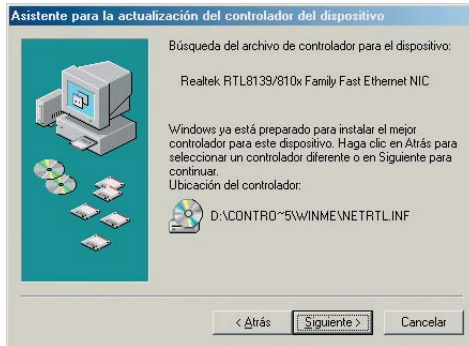 Asistente para la actualización del controlador del dispositivo
Búsqueda del archivo de controlador para el dispositivo:
Realtek RTL8139/810x Family Fast Ethernet NIC
Windows ya está preparado para instalar el mejor
controlador para este dispositivo. Haga clic en Atrás para
seleccionar un controlador diferente o en Siguiente para
continuar.
Ubicación del controlador:
D:\CONTRO~5\WINME\NETRTL.INF
< Atrás
Siguiente >
Cancelar